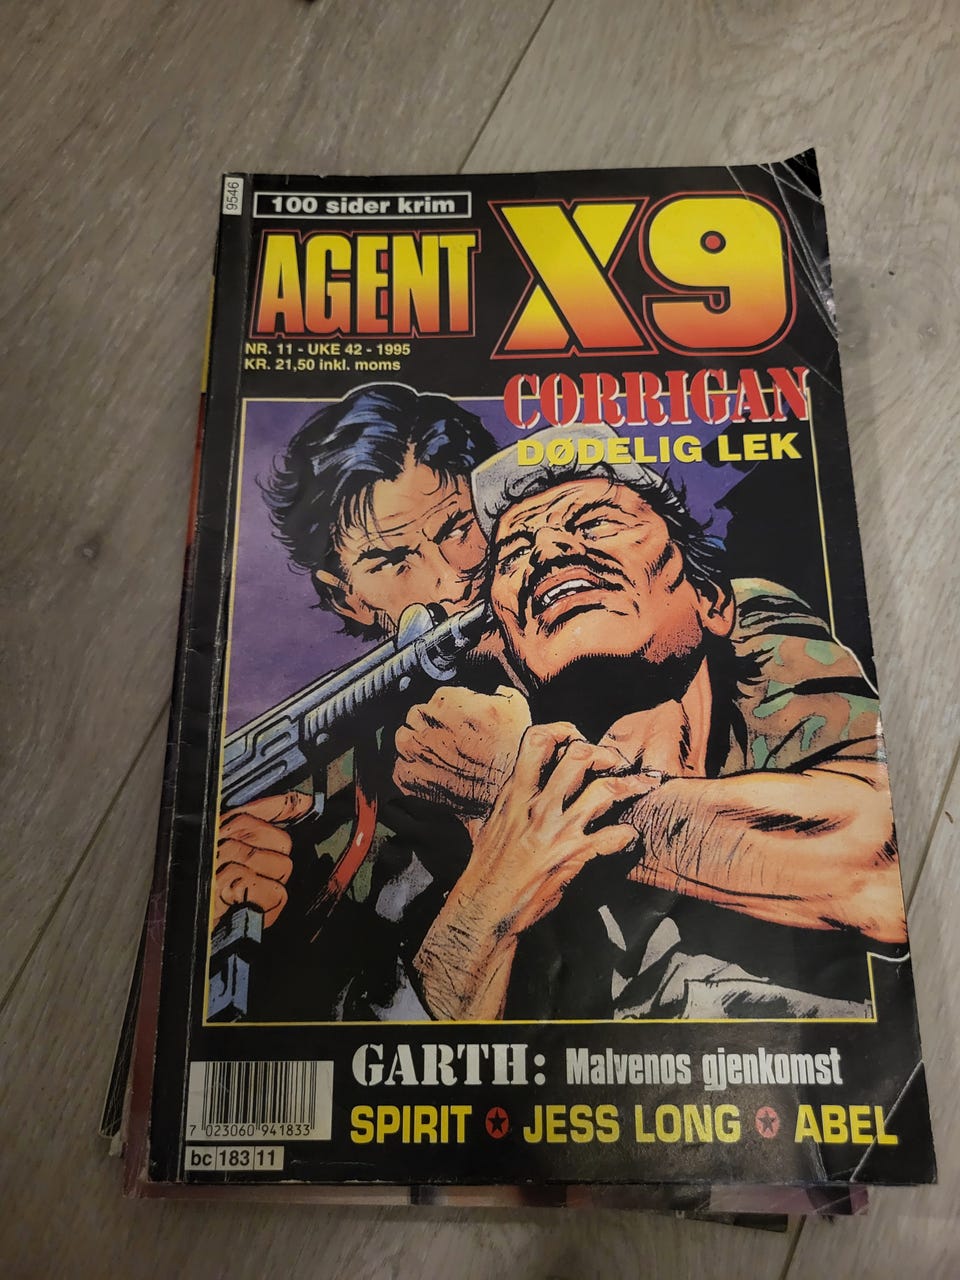 9546
100 sider krim
AGENT X9
NR. 11 - UKE 42 - 1995
KR. 21,50 inkl. moms
CORRIGAN
DØDELIG LEK
GARTH: Malvenos gjenkomst
SPIRIT JESS LONG ABEL
7 023060 941833
bc 183 11